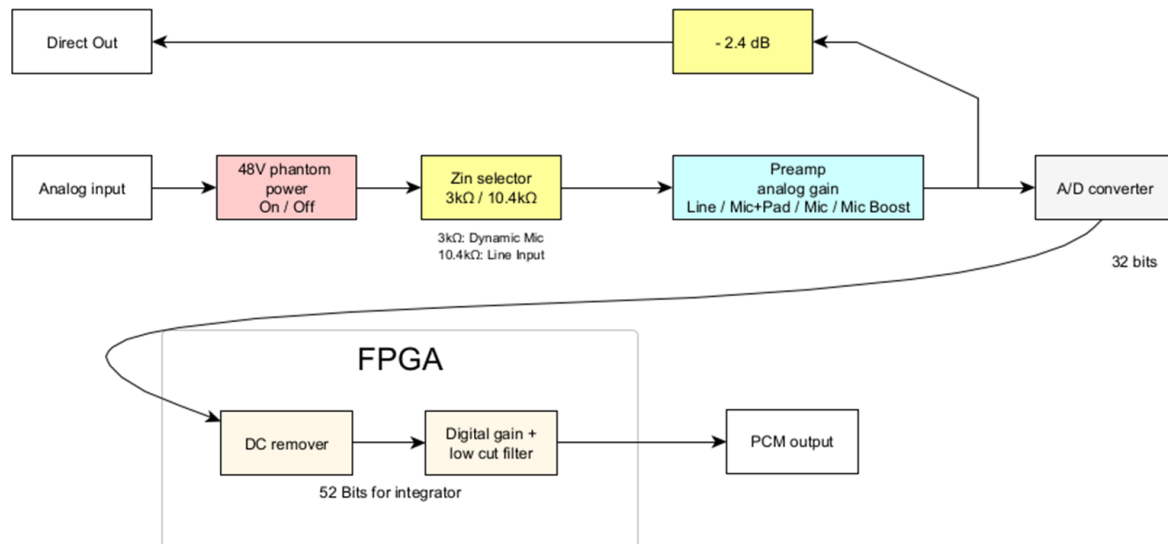 Direct Out
- 2.4 dB
Analog input
48V phantom
power
On / Off
Zin selector
3kΩ / 10.4kΩ
Preamp
analog gain
Line / Mic+Pad / Mic / Mic Boost
A/D converter
3kΩ: Dynamic Mic
10.4kΩ: Line Input
32 bits
FPGA
DC remover
Digital gain +
low cut filter
PCM output
52 Bits for integrator